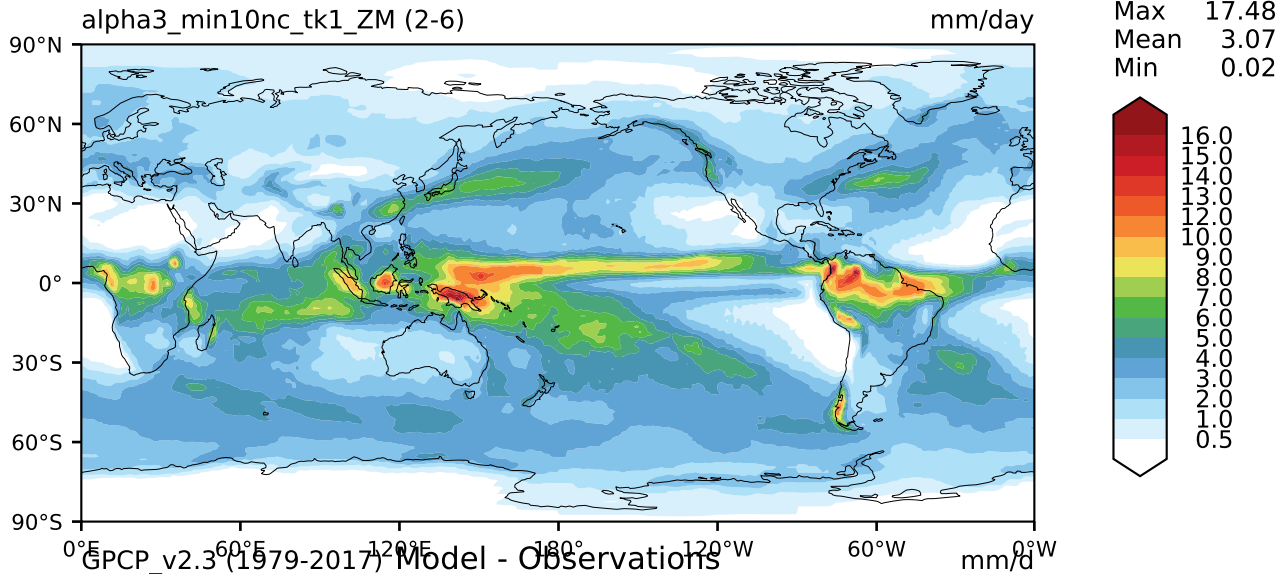 alpha3_min10nc_tk1_ZM (2-6) mm/day
Max 17.48
Mean 3.07
Min 0.02
90°N
60°N
30°N
0°
30°S
60°S
90°S
16.0
15.0
14.0
13.0
12.0
10.0
9.0
8.0
7.0
6.0
5.0
4.0
3.0
2.0
1.0
0.5
0°E 60°E 120°E 180° 120°W 60°W 0°W
GPCP_v2.3 (1979-2017) Model - Observations mm/d